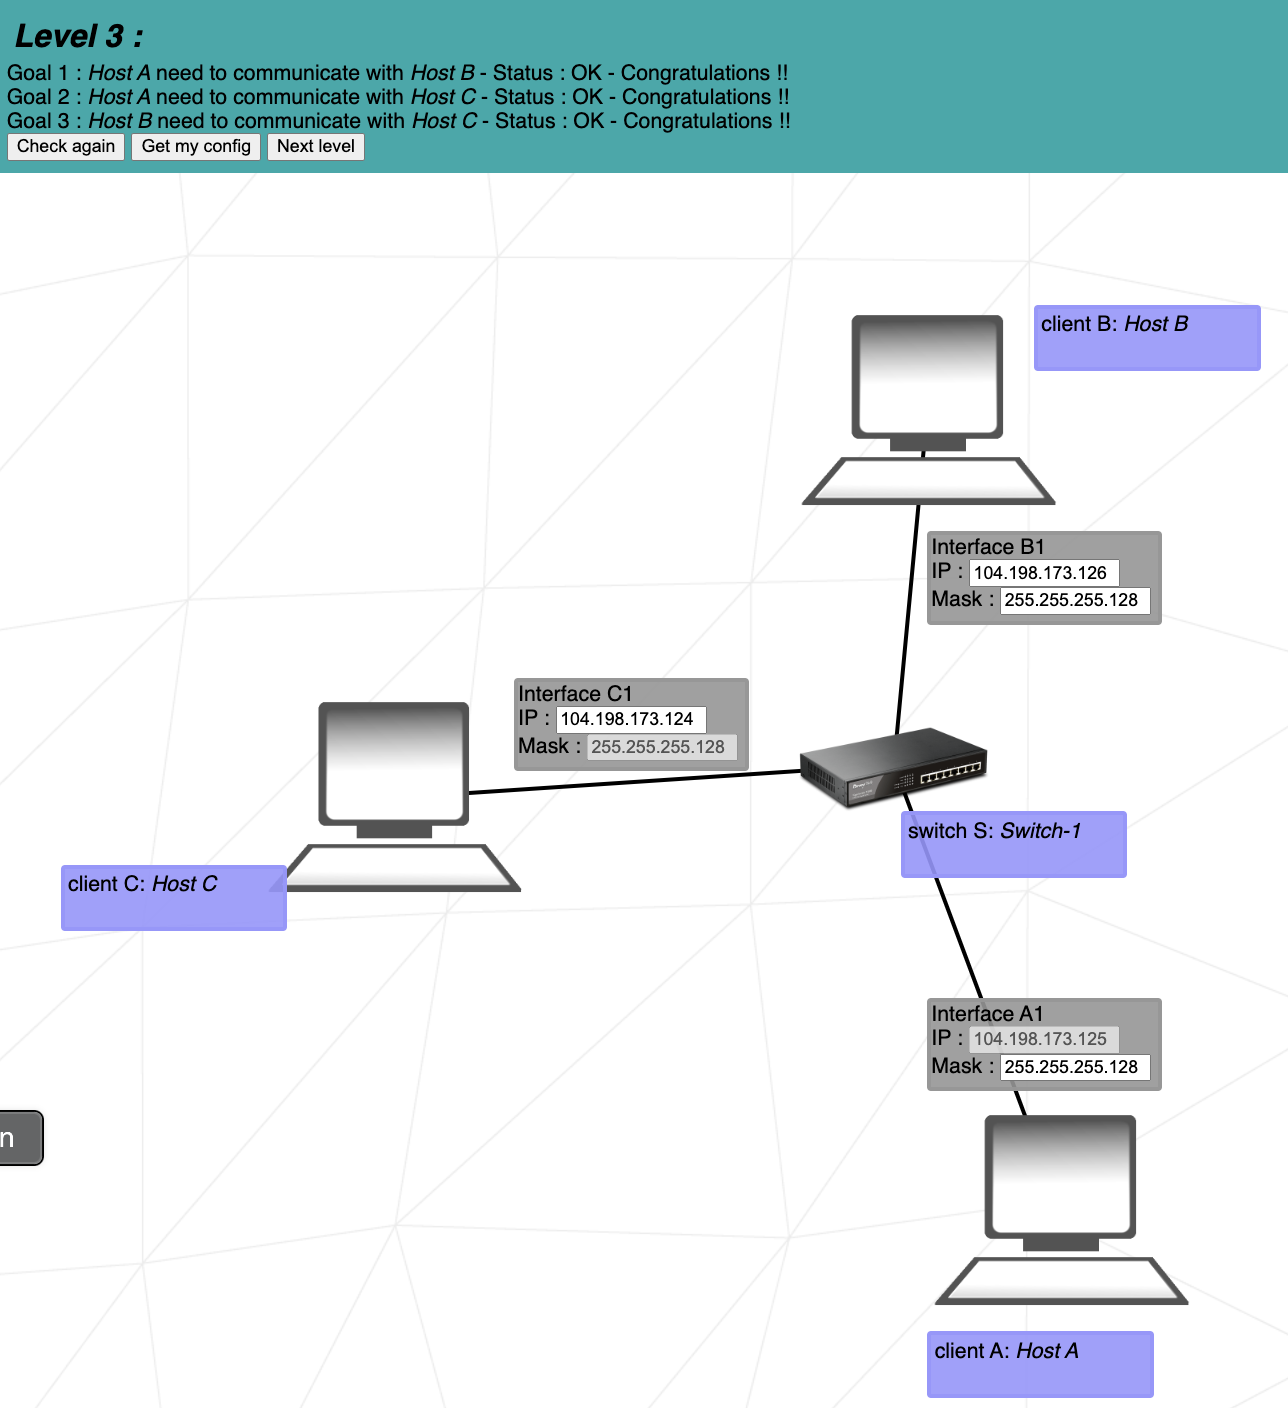 Level 3 :
Goal 1 : Host A need to communicate with Host B - Status : OK - Congratulations !!
Goal 2 : Host A need to communicate with Host C - Status : OK - Congratulations !!
Goal 3 : Host B need to communicate with Host C - Status : OK - Congratulations !!
Check again Get my config Next level
client B: Host B
Interface B1
IP : 104.198.173.126
Mask : 255.255.255.128
Interface C1
IP : 104.198.173.124
Mask : 255.255.255.128
switch S: Switch-1
client C: Host C
Interface A1
IP : 104.198.173.125
Mask : 255.255.255.128
n
client A: Host A